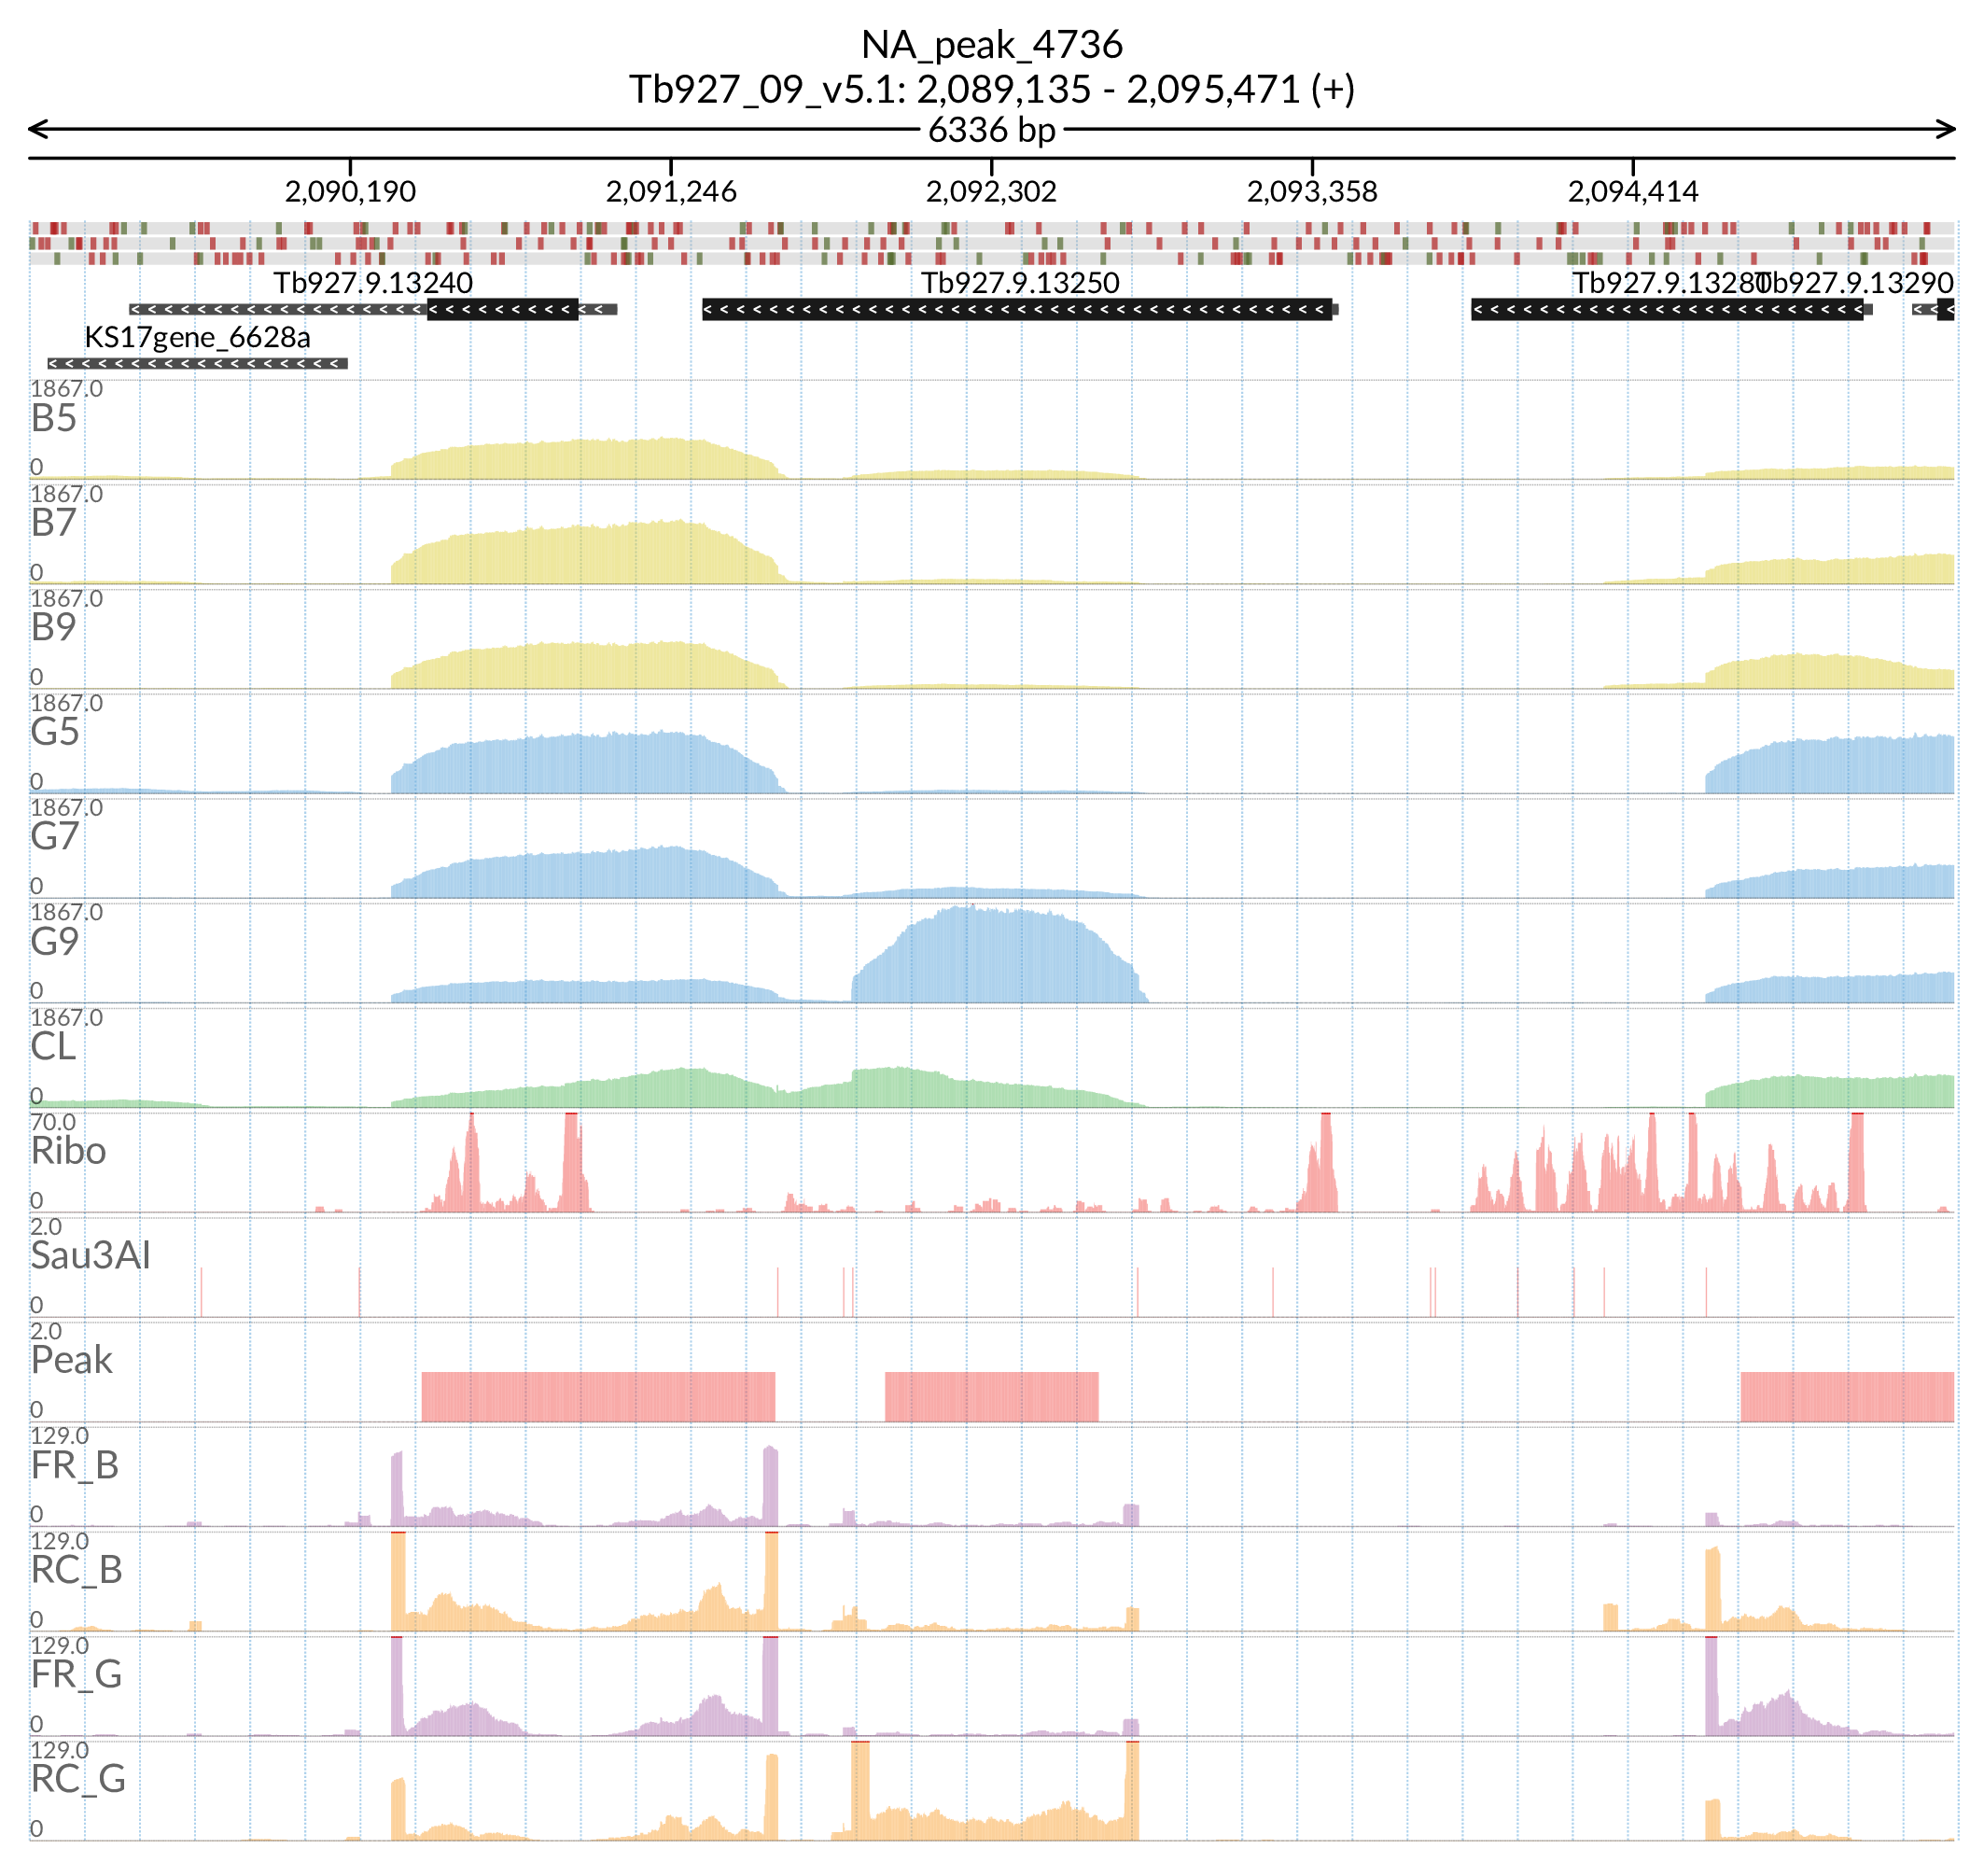 NA_peak_4736
Tb927_09_v5.1: 2,089,135 - 2,095,471 (+)
6336 bp
2,090,190 2,091,246 2,092,302 2,093,358 2,094,414
Tb927.9.13240 Tb927.9.13250 Tb927.9.13280 Tb927.9.13290
KS17gene_6628a
1867.0
B5
0
1867.0
B7
0
1867.0
B9
0
1867.0
G5
0
1867.0
G7
0
1867.0
G9
0
1867.0
CL
0
70.0
Ribo
0
2.0
Sau3AI
0
2.0
Peak
0
129.0
FR_B
0
129.0
RC_B
0
129.0
FR_G
0
129.0
RC_G
0